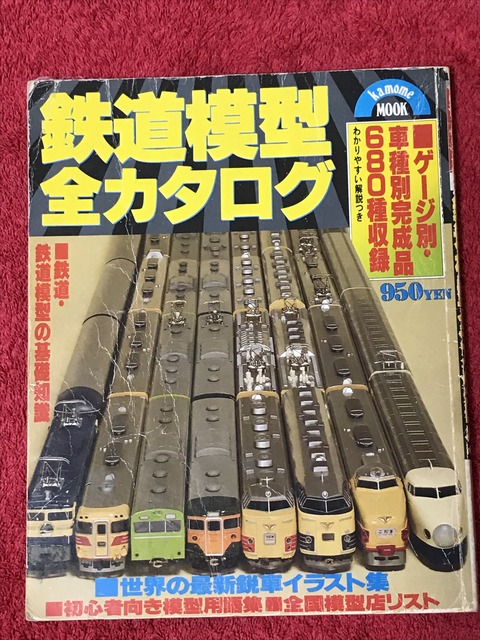 鉄道模型
全カタログ
kamome
MOOK
■ゲージ別・
車種別完成品
680種収録
わかりやすい解説つき
950YEN
■鉄道・
鉄道模型の基礎知識
■世界の最新鋭車イラスト集
■初心者向き模型用語集■全国模型店リスト